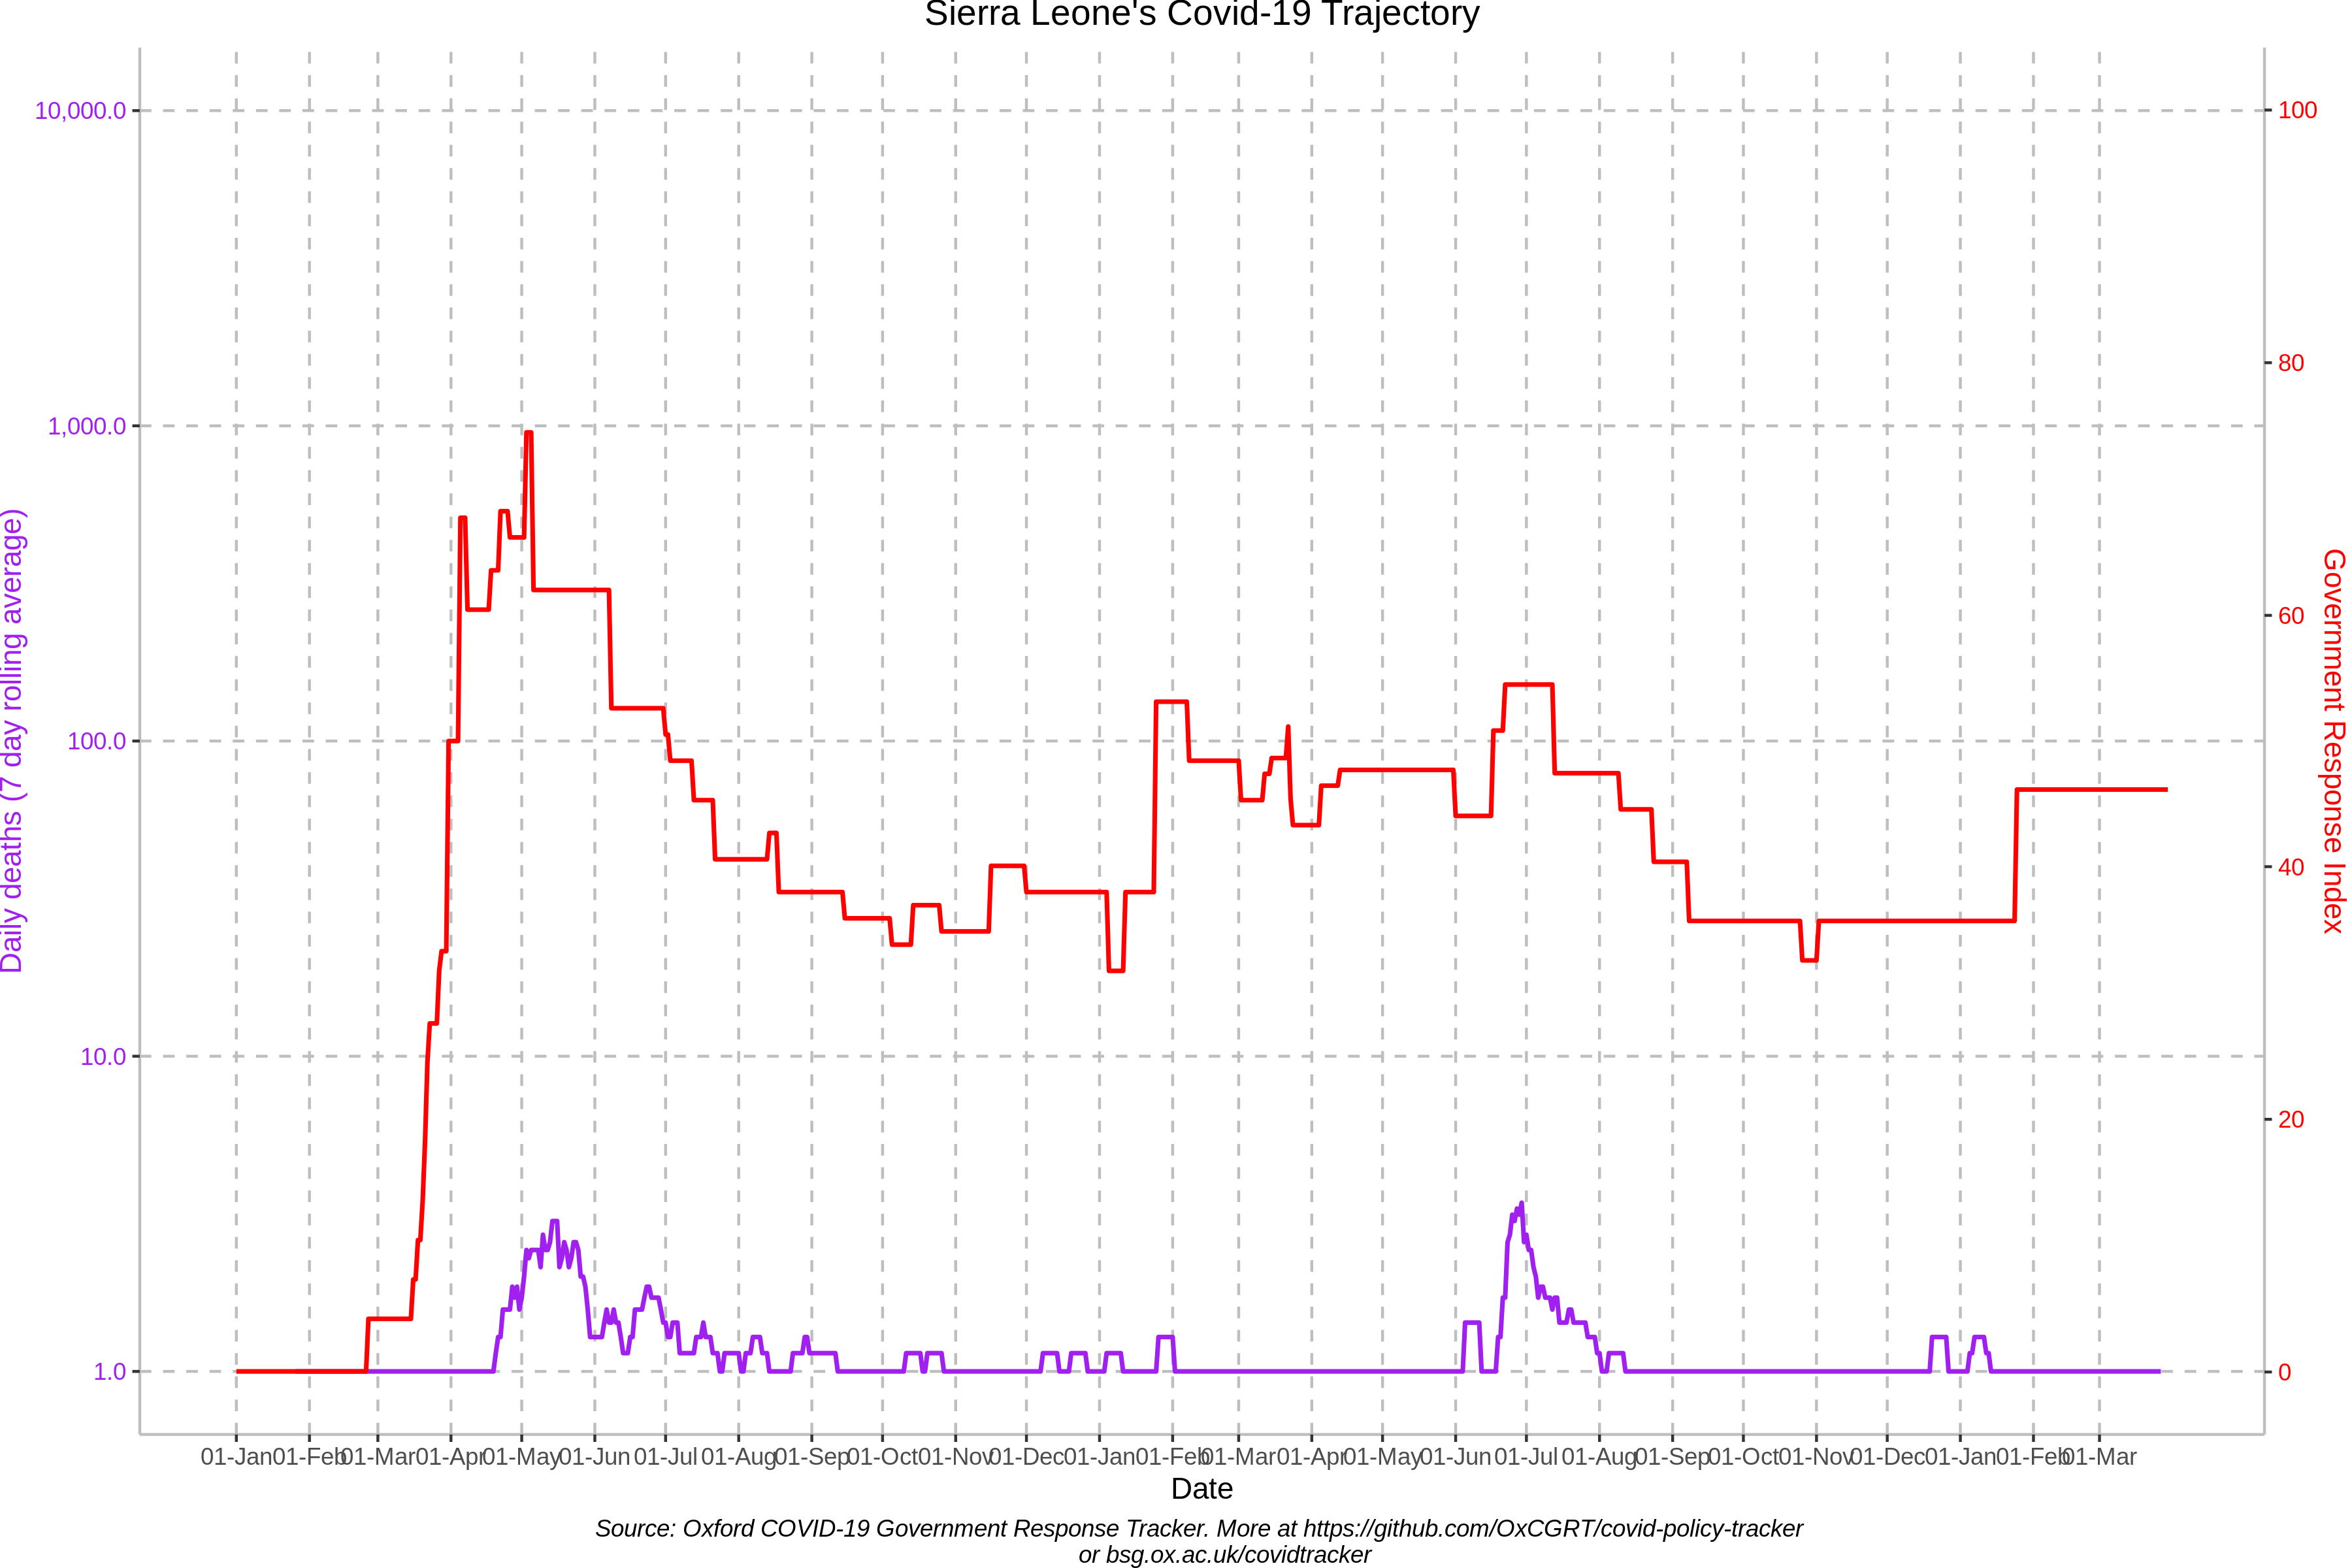 Sierra Leone's Covid-19 Trajectory
10,000.0
1,000.0
100.0
10.0
1.0
Daily deaths (7 day rolling average)
100
80
60
40
20
0
Government Response Index
01-Jan 01-Feb 01-Mar 01-Apr 01-May 01-Jun 01-Jul 01-Aug 01-Sep 01-Oct 01-Nov 01-Dec 01-Jan 01-Feb 01-Mar 01-Apr 01-May 01-Jun 01-Jul 01-Aug 01-Sep 01-Oct 01-Nov 01-Dec 01-Jan 01-Feb 01-Mar
Date
Source: Oxford COVID-19 Government Response Tracker. More at https://github.com/OxCGRT/covid-policy-tracker
or bsg.ox.ac.uk/covidtracker